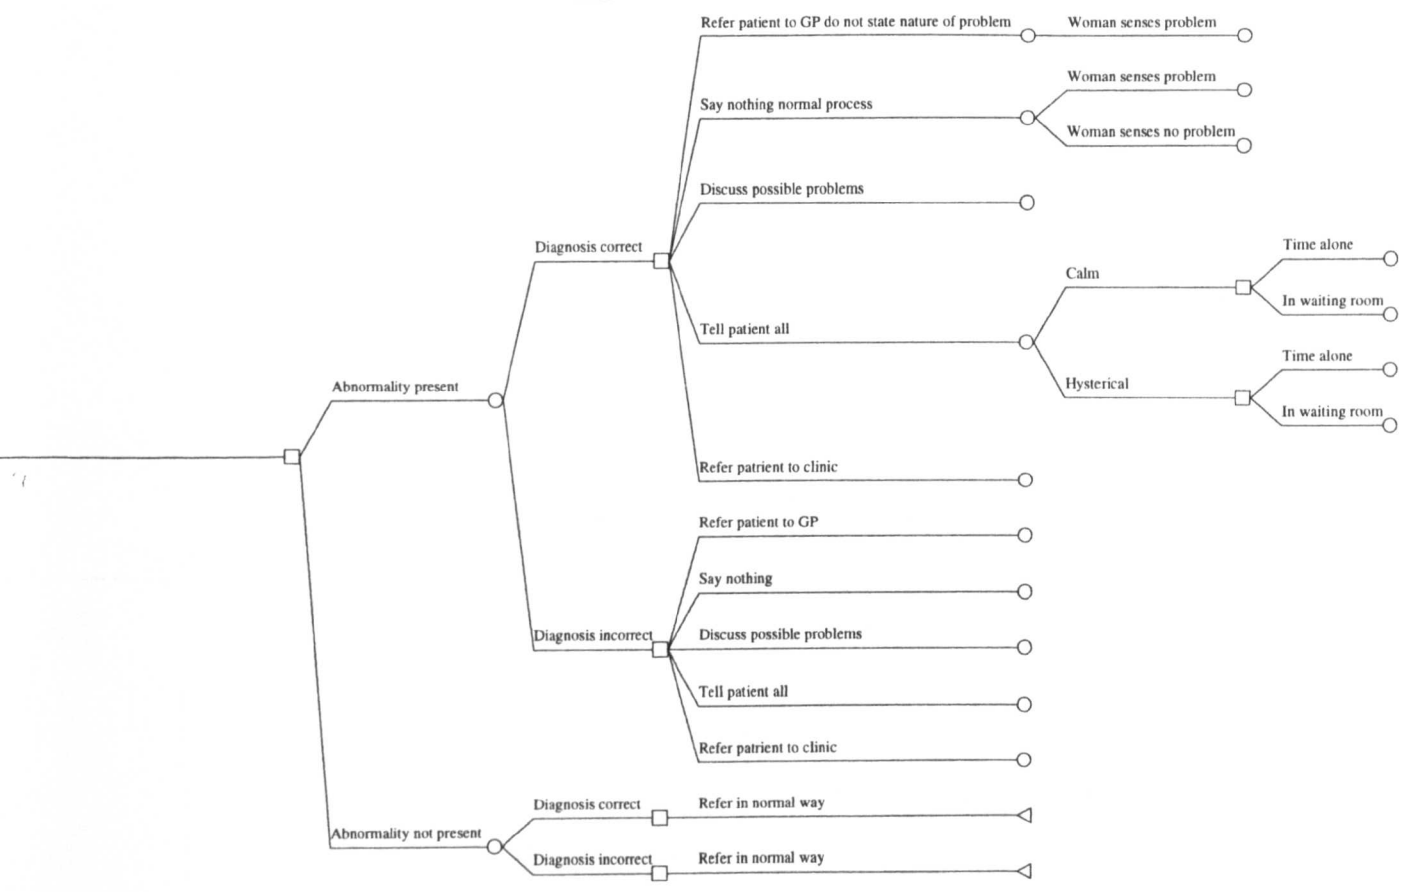 Refer patient to GP do not state nature of problem
Woman senses problem
Say nothing normal process
Woman senses problem
Woman senses no problem
Discuss possible problems
Diagnosis correct
Tell patient all
Calm
Time alone
In waiting room
Hysterical
Time alone
In waiting room
Refer patrient to clinic
Abnormality present
Refer patient to GP
Say nothing
Diagnosis incorrect
Discuss possible problems
Tell patient all
Refer patrient to clinic
Abnormality not present
Diagnosis correct
Refer in normal way
Diagnosis incorrect
Refer in normal way